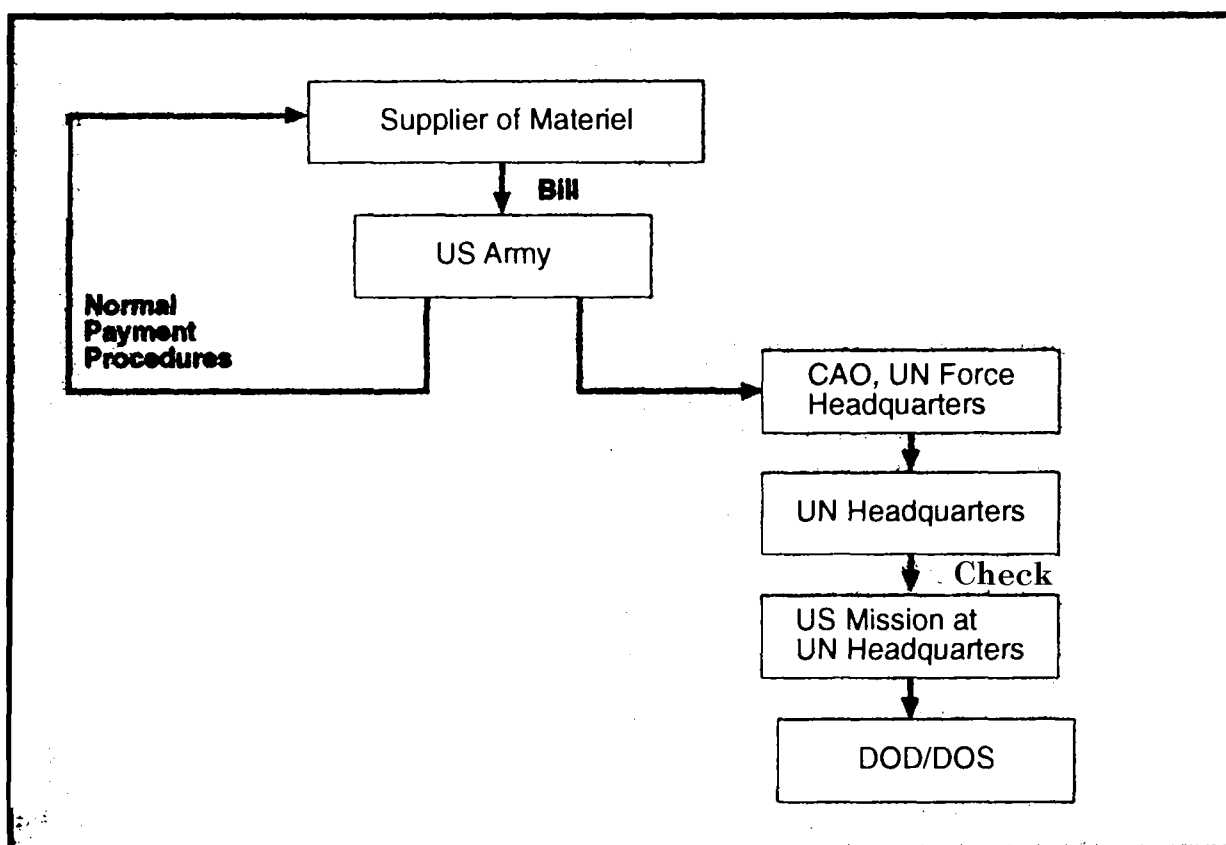 Supplier of Materiel
Bill
US Army
Normal
Payment
Procedures
CAO, UN Force
Headquarters
UN Headquarters
Check
US Mission at
UN Headquarters
DOD/DOS